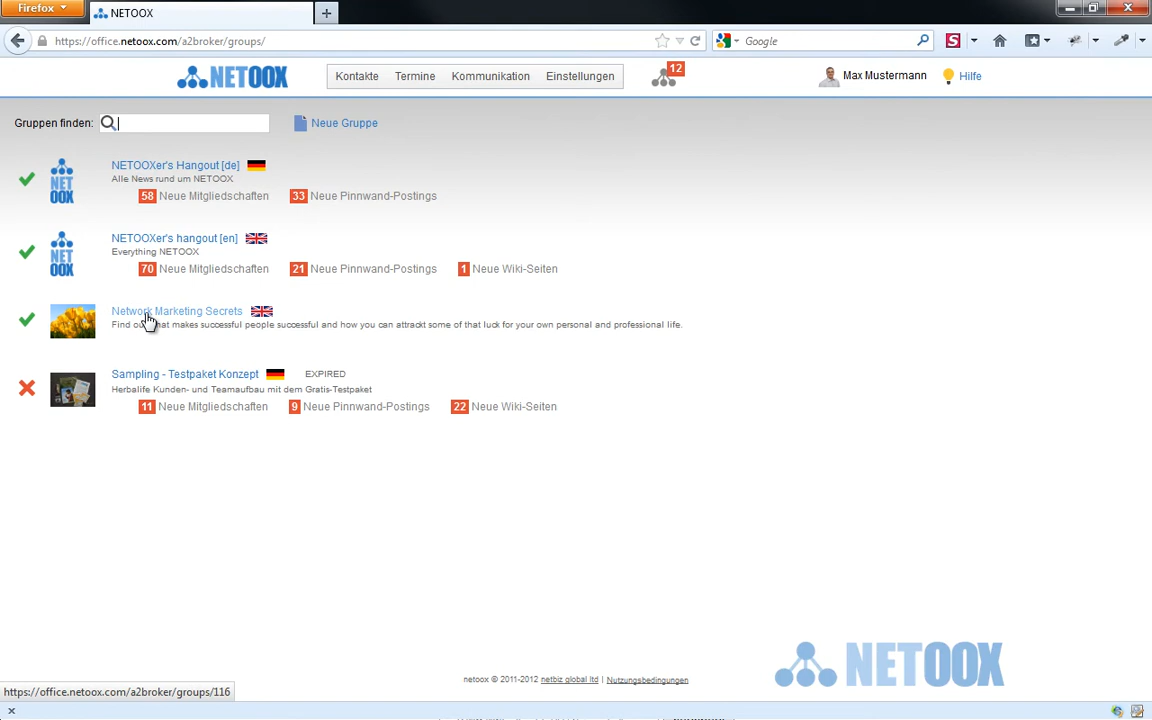 Firefox
NETOOX
https://office.netoox.com/a2broker/groups/
Google
NETOOX
Kontakte Termine Kommunikation Einstellungen
12
Max Mustermann
Hilfe
Gruppen finden:
Neue Gruppe
NETOOXer's Hangout [de]
Alle News rund um NETOOX
58 Neue Mitgliedschaften 33 Neue Pinnwand-Postings
NET
OOX
NETOOXer's hangout [en]
Everything NETOOX
70 Neue Mitgliedschaften 21 Neue Pinnwand-Postings 1 Neue Wiki-Seiten
NET
OOX
Network Marketing Secrets
Find out what makes successful people successful and how you can attrackt some of that luck for your own personal and professional life.
Sampling - Testpaket Konzept EXPIRED
Herbalife Kunden- und Teamaufbau mit dem Gratis-Testpaket
11 Neue Mitgliedschaften 9 Neue Pinnwand-Postings 22 Neue Wiki-Seiten
NETOOX
netoox © 2011-2012 netbiz global ltd | Nutzungsbedingungen
https://office.netoox.com/a2broker/groups/116